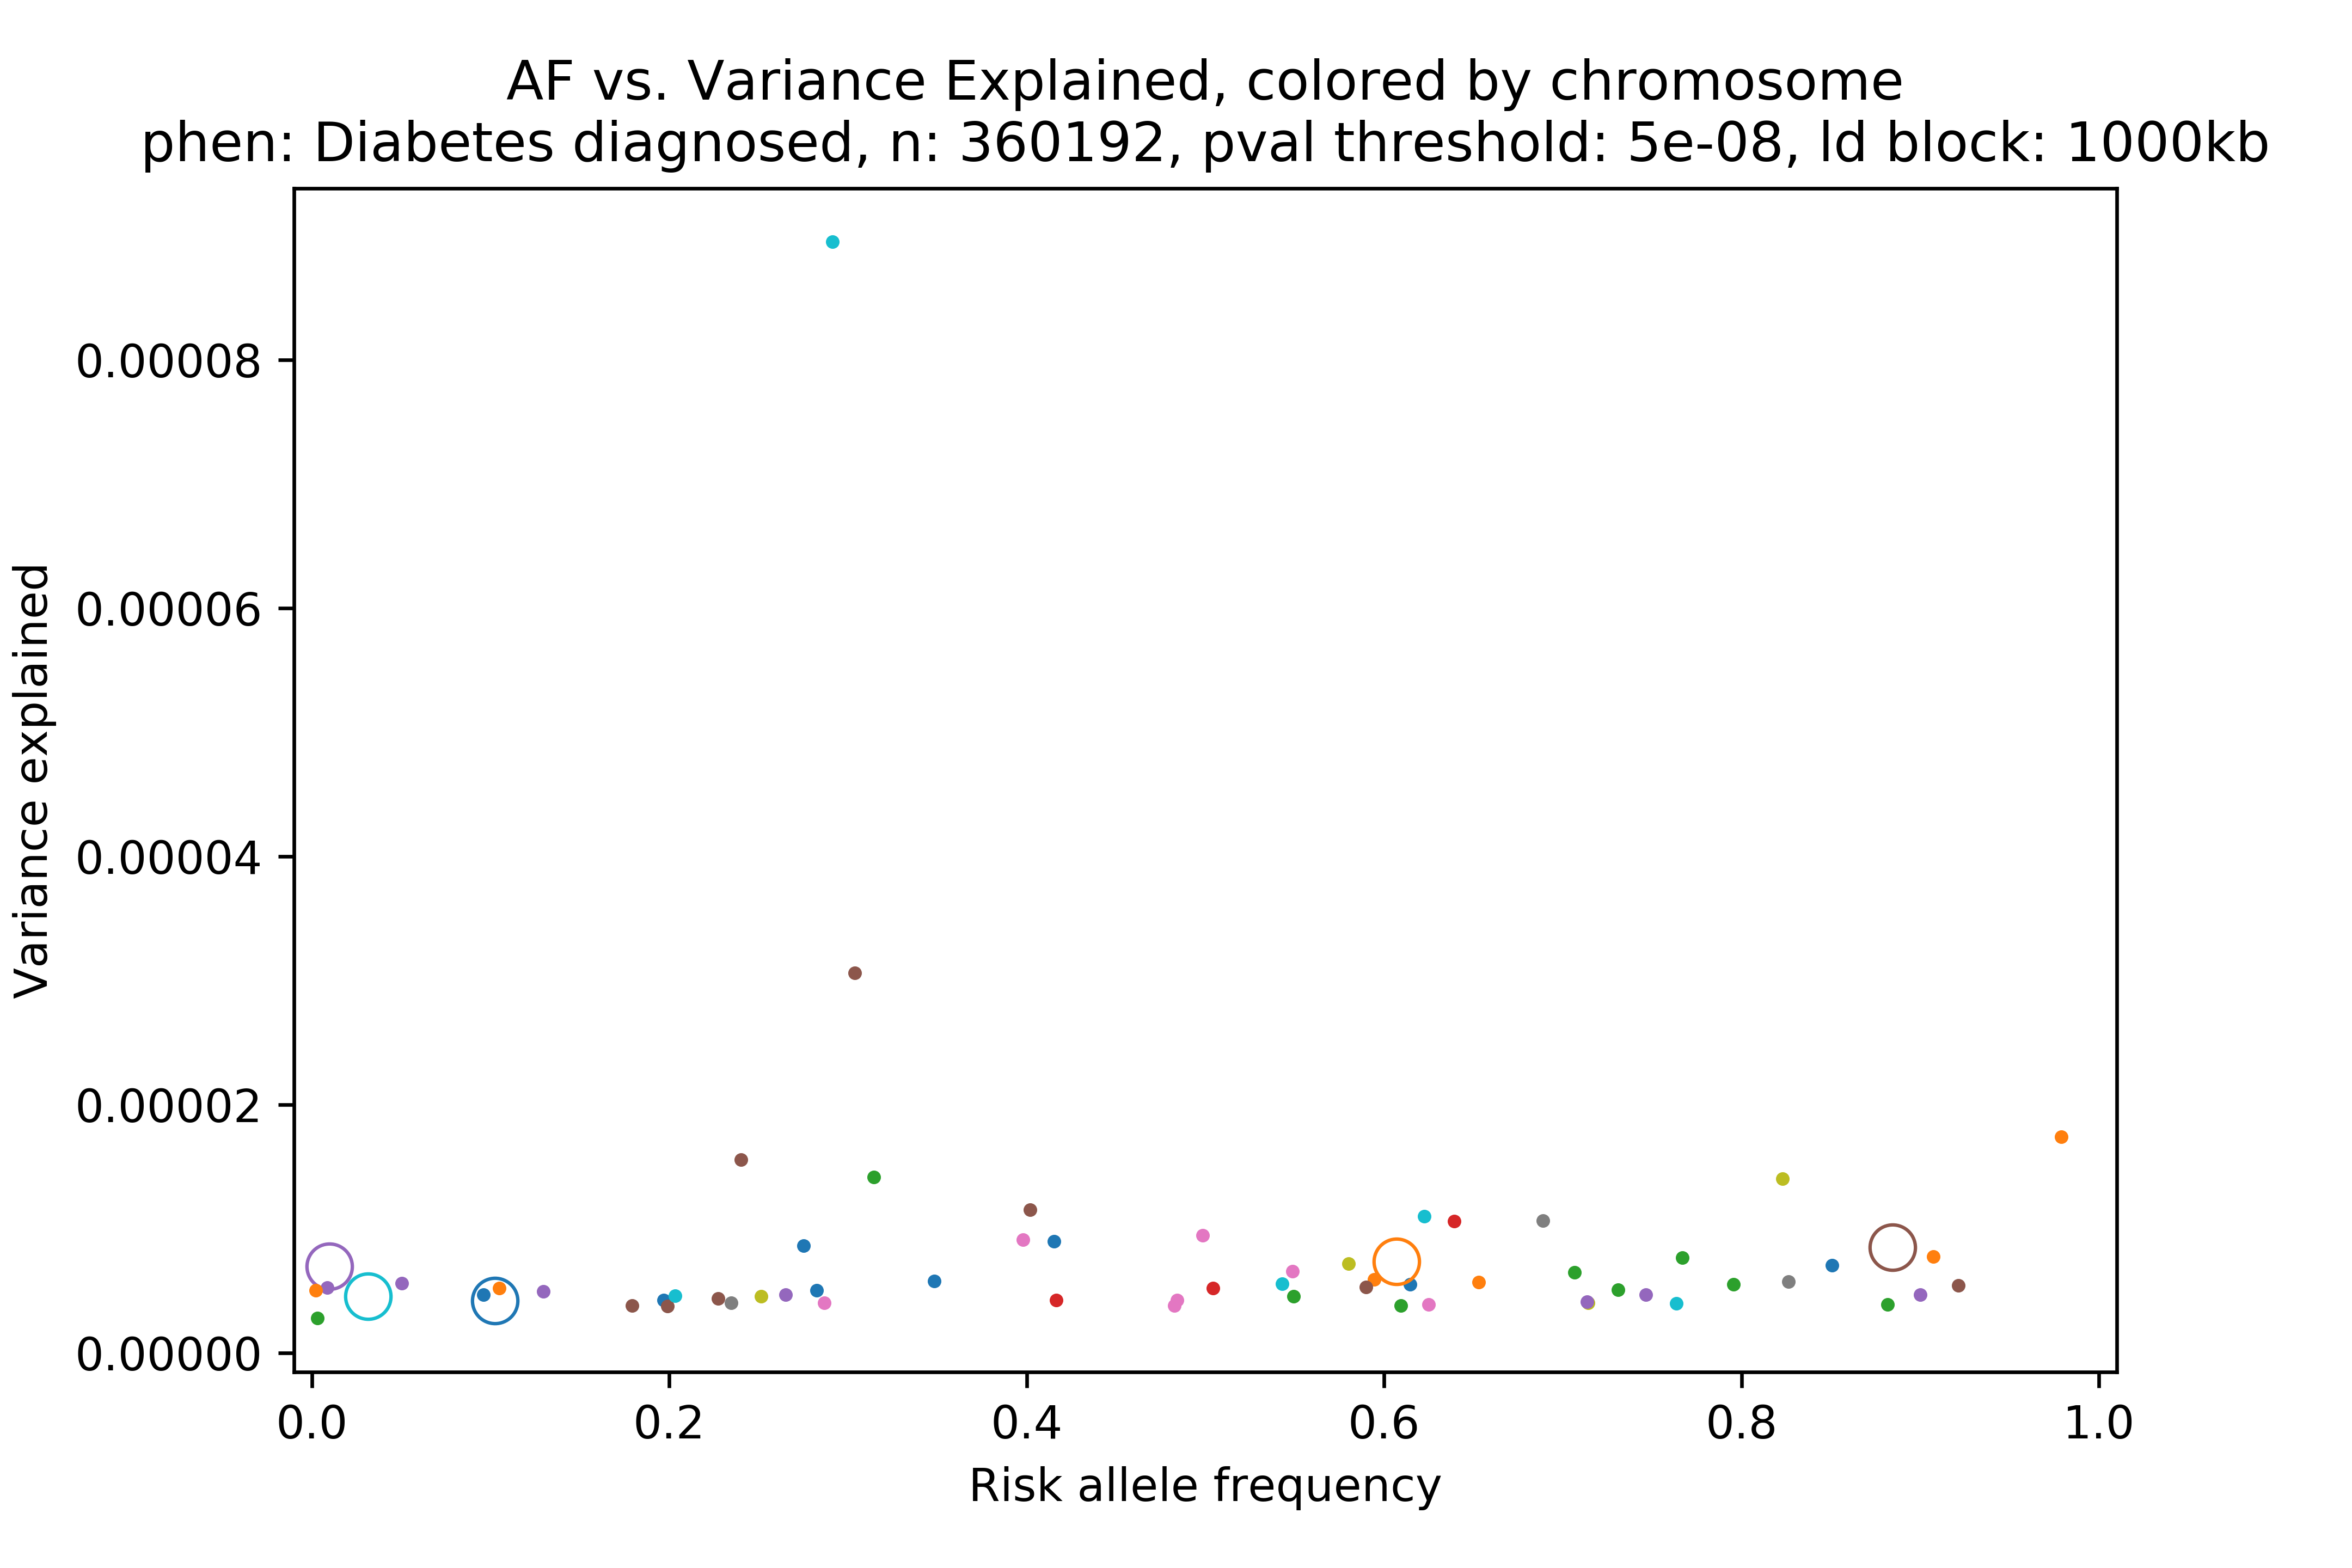 AF vs. Variance Explained, colored by chromosome
phen: Diabetes diagnosed, n: 360192, pval threshold: 5e-08, ld block: 1000kb
Variance explained
0.00008
0.00006
0.00004
0.00002
0.00000
0.0 0.2 0.4 0.6 0.8 1.0
Risk allele frequency